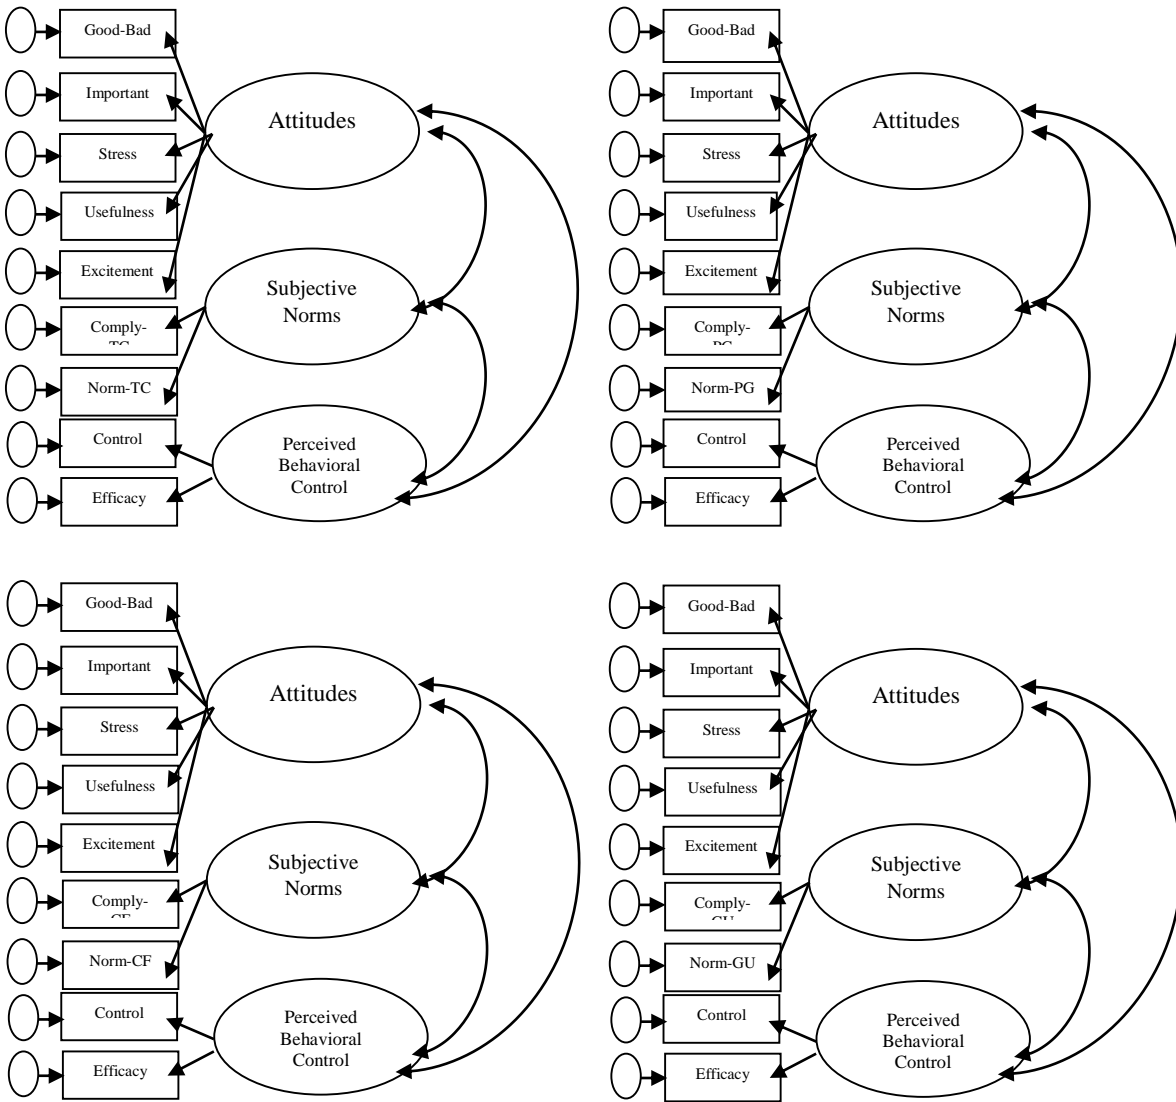 Good-Bad
Important
Stress
Usefulness
Excitement
Comply-
Norm-TC
Control
Efficacy
Attitudes
Subjective
Norms
Perceived
Behavioral
Control
Good-Bad
Important
Stress
Usefulness
Excitement
Comply-
Norm-PG
Control
Efficacy
Attitudes
Subjective
Norms
Perceived
Behavioral
Control
Good-Bad
Important
Stress
Usefulness
Excitement
Comply-
Norm-CF
Control
Efficacy
Attitudes
Subjective
Norms
Perceived
Behavioral
Control
Good-Bad
Important
Stress
Usefulness
Excitement
Comply-
Norm-GU
Control
Efficacy
Attitudes
Subjective
Norms
Perceived
Behavioral
Control